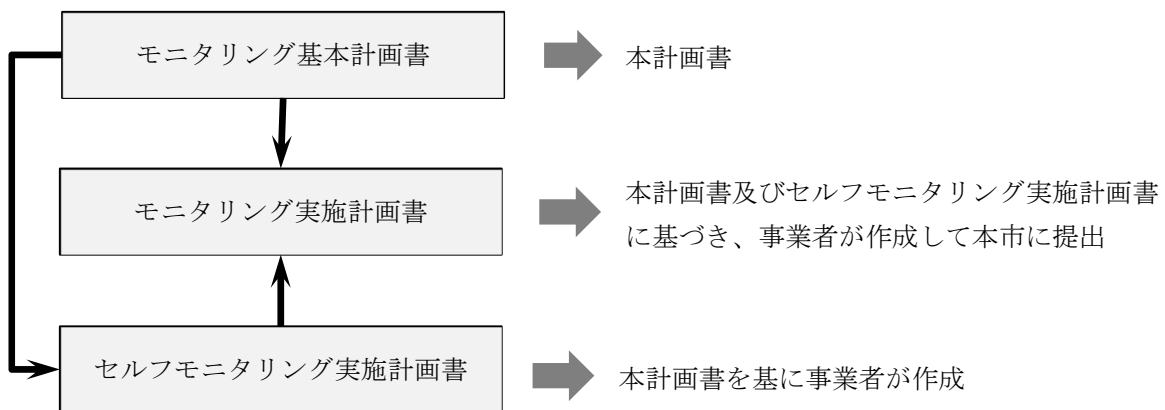 モニタリング基本計画書
本計画書
モニタリング実施計画書
本計画書及びセルフモニタリング実施計画書
に基づき、事業者が作成して本市に提出
セルフモニタリング実施計画書
本計画書を基に事業者が作成